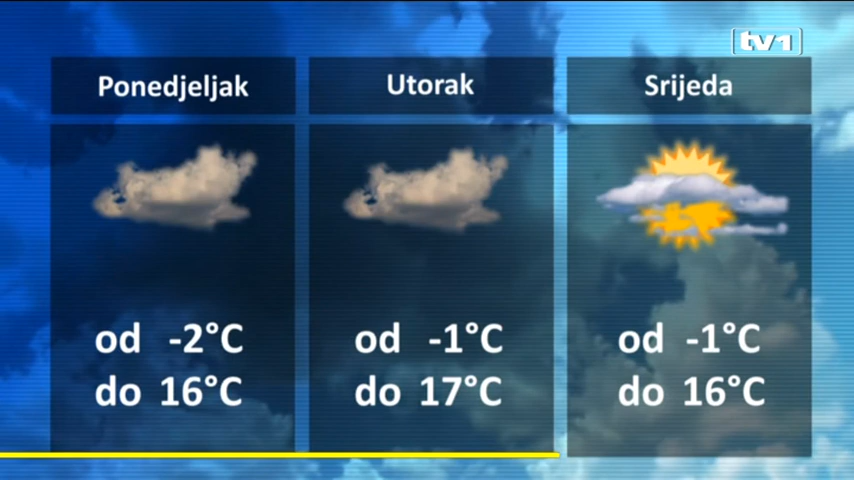 tv1
Ponedjeljak
Utorak
Srijeda
od -2°C
do 16°C
od -1°C
do 17°C
od -1°C
do 16°C